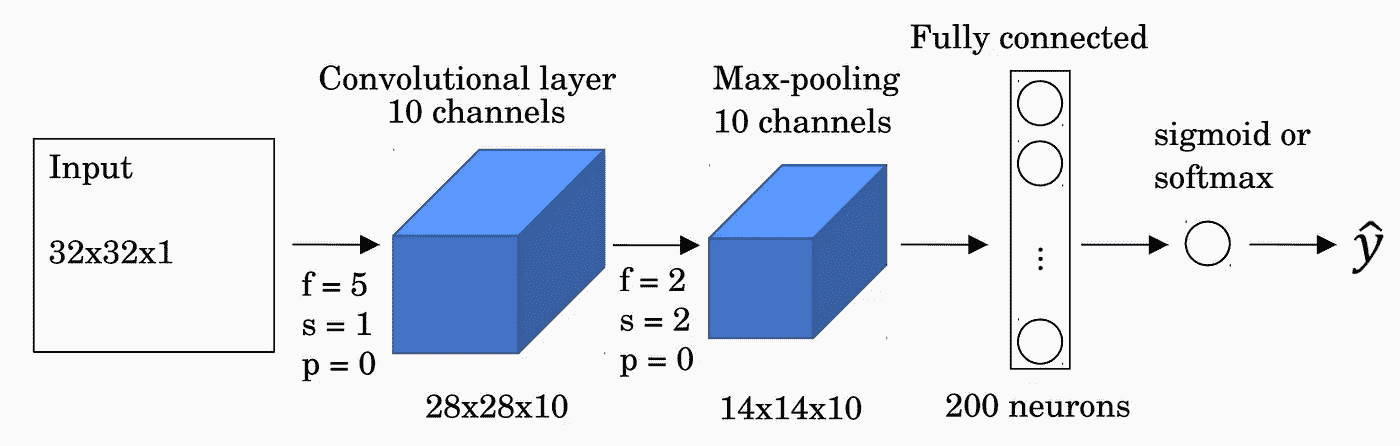 Input
32x32x1
f = 5
s = 1
p = 0
Convolutional layer
10 channels
28x28x10
f = 2
s = 2
p = 0
Max-pooling
10 channels
14x14x10
Fully connected
⋮
200 neurons
sigmoid or
softmax
ŷ